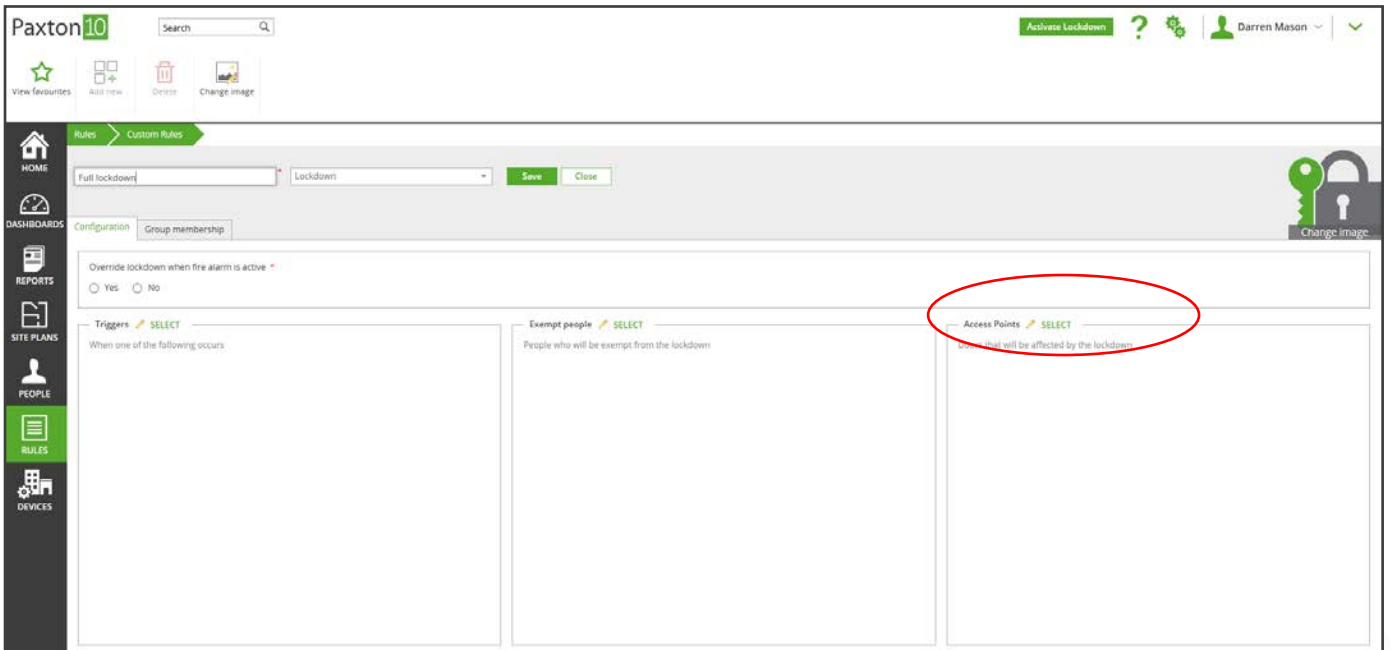 Paxton10
Search
Activate Lockdown
?
Darren Mason
View favourites
Add new
Delete
Change image
Rules
Custom Rules
HOME
Full lockdown
*
Lockdown
Save
Close
Change image
DASHBOARDS
Configuration
Group membership
REPORTS
Override lockdown when fire alarm is active *
Yes
No
SITE PLANS
Triggers SELECT
When one of the following occurs
Exempt people SELECT
People who will be exempt from the lockdown
Access Points SELECT
Doors that will be affected by the lockdown
PEOPLE
RULES
DEVICES